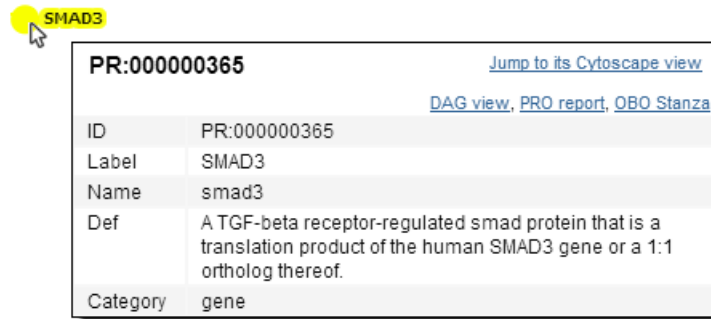 SMAD3
PR:000000365 Jump to its Cytoscape view
DAG view, PRO report, OBO Stanza
ID PR:000000365
Label SMAD3
Name smad3
Def A TGF-beta receptor-regulated smad protein that is a
translation product of the human SMAD3 gene or a 1:1
ortholog thereof.
Category gene